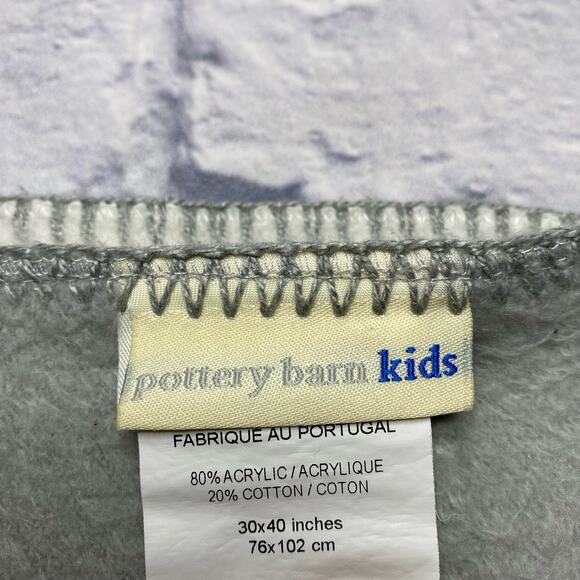 pottery barn kids
FABRIQUE AU PORTUGAL
80% ACRYLIC / ACRYLIQUE
20% COTTON / COTON
30x40 inches
76x102 cm